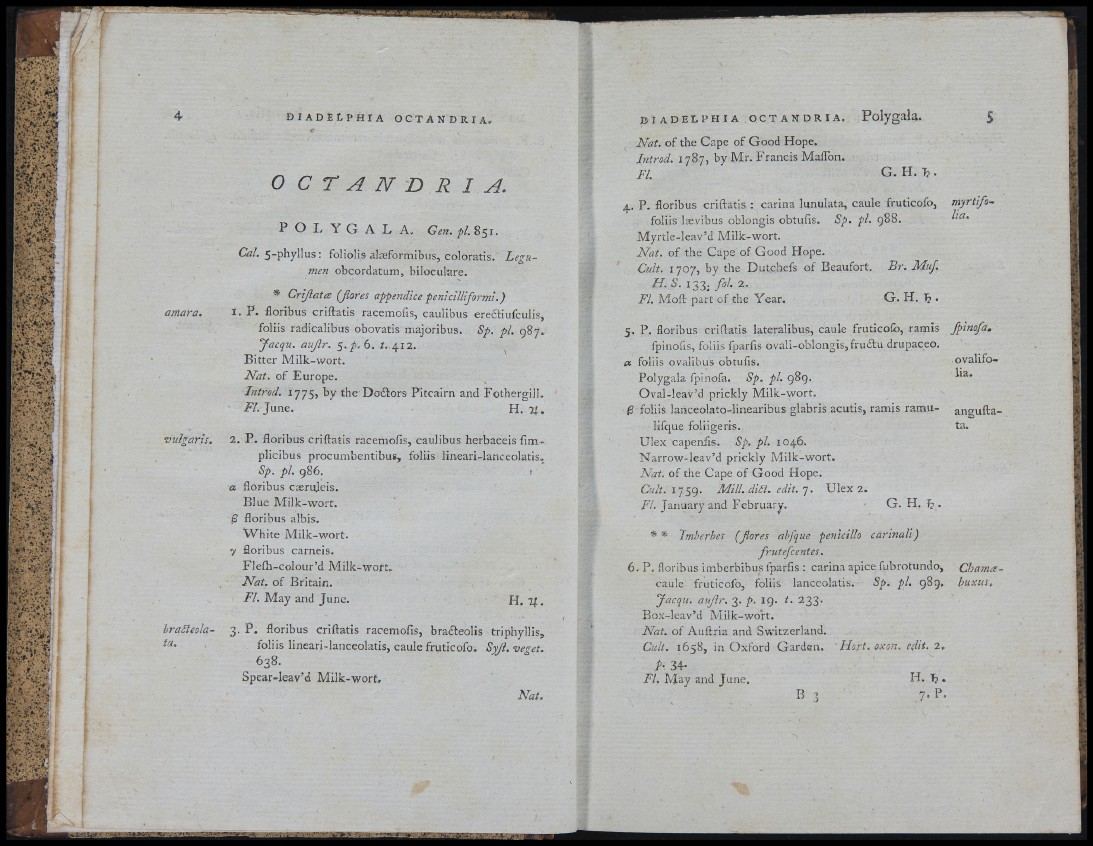 4 DIADELPHIA OCTANDRIA.
OCTANDRIA.
POLYGALA. Gen. pl. 851.
Cal. 5-phyllus: foliolis alæformibus, coloratis. Legu-
men obcordatum, biloculare.
* Criſtatæ (flores appendice penicilliformi.)
amara. 1. P. floribus criſtatis racemoſis, caulibus erectiuſculis,
foliis radicalibus obovatis majoribus. Sp. pl. 987.
Jacqu. auſtr. 5. p. 6. t. 412.
Bitter Milk-wort.
Nat. of Europe.
Introd. 1775, by the Doctors Pitcairn and Fothergill.
Fl. June. H. ♃.
vulgaris. 2. P. floribus criſtatis racemoſis, caulibus herbaceis ſim-
plicibus procumbentibus, foliis lineari-lanceolatis.
Sp. pl. 986.
α floribus cæruleis.
Blue Milk-wort.
β floribus albis.
White Milk-wort.
γ floribus carneis.
Fleſh-colour'd Milk-wort.
Nat. of Britain.
Fl. May and June. H. ♃.
bracteola- 3. P. floribus criſtatis racemoſis, bracteolis triphyllis,
ta. foliis lineari-lanceolatis, caule fruticoſo. Syſt. veget.
638.
Spear-leav'd Milk-wort.
Nat.
DIADELPHIA OCTANDRIA. Polygala. 5
Nat. of the Cape of Good Hope.
Introd. 1787, by Mr. Francis Maſſon.
Fl. G. H. ♄.
4. P. floribus criſtatis: carina lunulata, caule fruticoſo, myrtifo-
foliis lævibus oblongis obtuſis. Sp. pl. 988. lia.
Myrtle-leav'd Milk-wort.
Nat. of the Cape of Good Hope.
Cult. 1707, by the Dutcheſs of Beaufort. Br. Muſ.
H. S. 133. fol. 2.
Fl. Moſt part of the Year. G. H. ♄.
5. P. floribus criſtatis lateralibus, caule fruticoſo, ramis ſpinoſa.
ſpinoſis, foliis ſparſis ovali-oblongis, fructu drupaceo.
α foliis ovalibus obtuſis. ovalifo-
Polygala ſpinoſa. Sp. pl. 989. lia.
Oval-leav'd prickly Milk-wort.
β foliis lanceolato-linearibus glabris acutis, ramis ramu- anguſta-
liſque foliigeris. ta.
Ulex capenſis. Sp. pl. 1046.
Narrow-leav'd prickly Milk-wort.
Nat. of the Cape of Good Hope.
Cult. 1759. Mill. dict. edit. 7. Ulex 2.
Fl. January and February. G. H. ♄.
** Imberbes (flores abſque penicillo carinali)
fruteſcentes.
6. P. floribus imberbibus ſparſis: carina apice ſubrotundo, Chamæ-
caule fruticoſo, foliis lanceolatis. Sp. pl. 989. buxus.
Jacqu. auſtr. 3. p. 19. t. 233.
Box-leav'd Milk-wort.
Nat. of Auſtria and Switzerland.
Cult. 1658, in Oxford Garden. Hort. oxon. edit. 2.
p. 34.
Fl. May and June. H. ♄.
B 3 7. P.